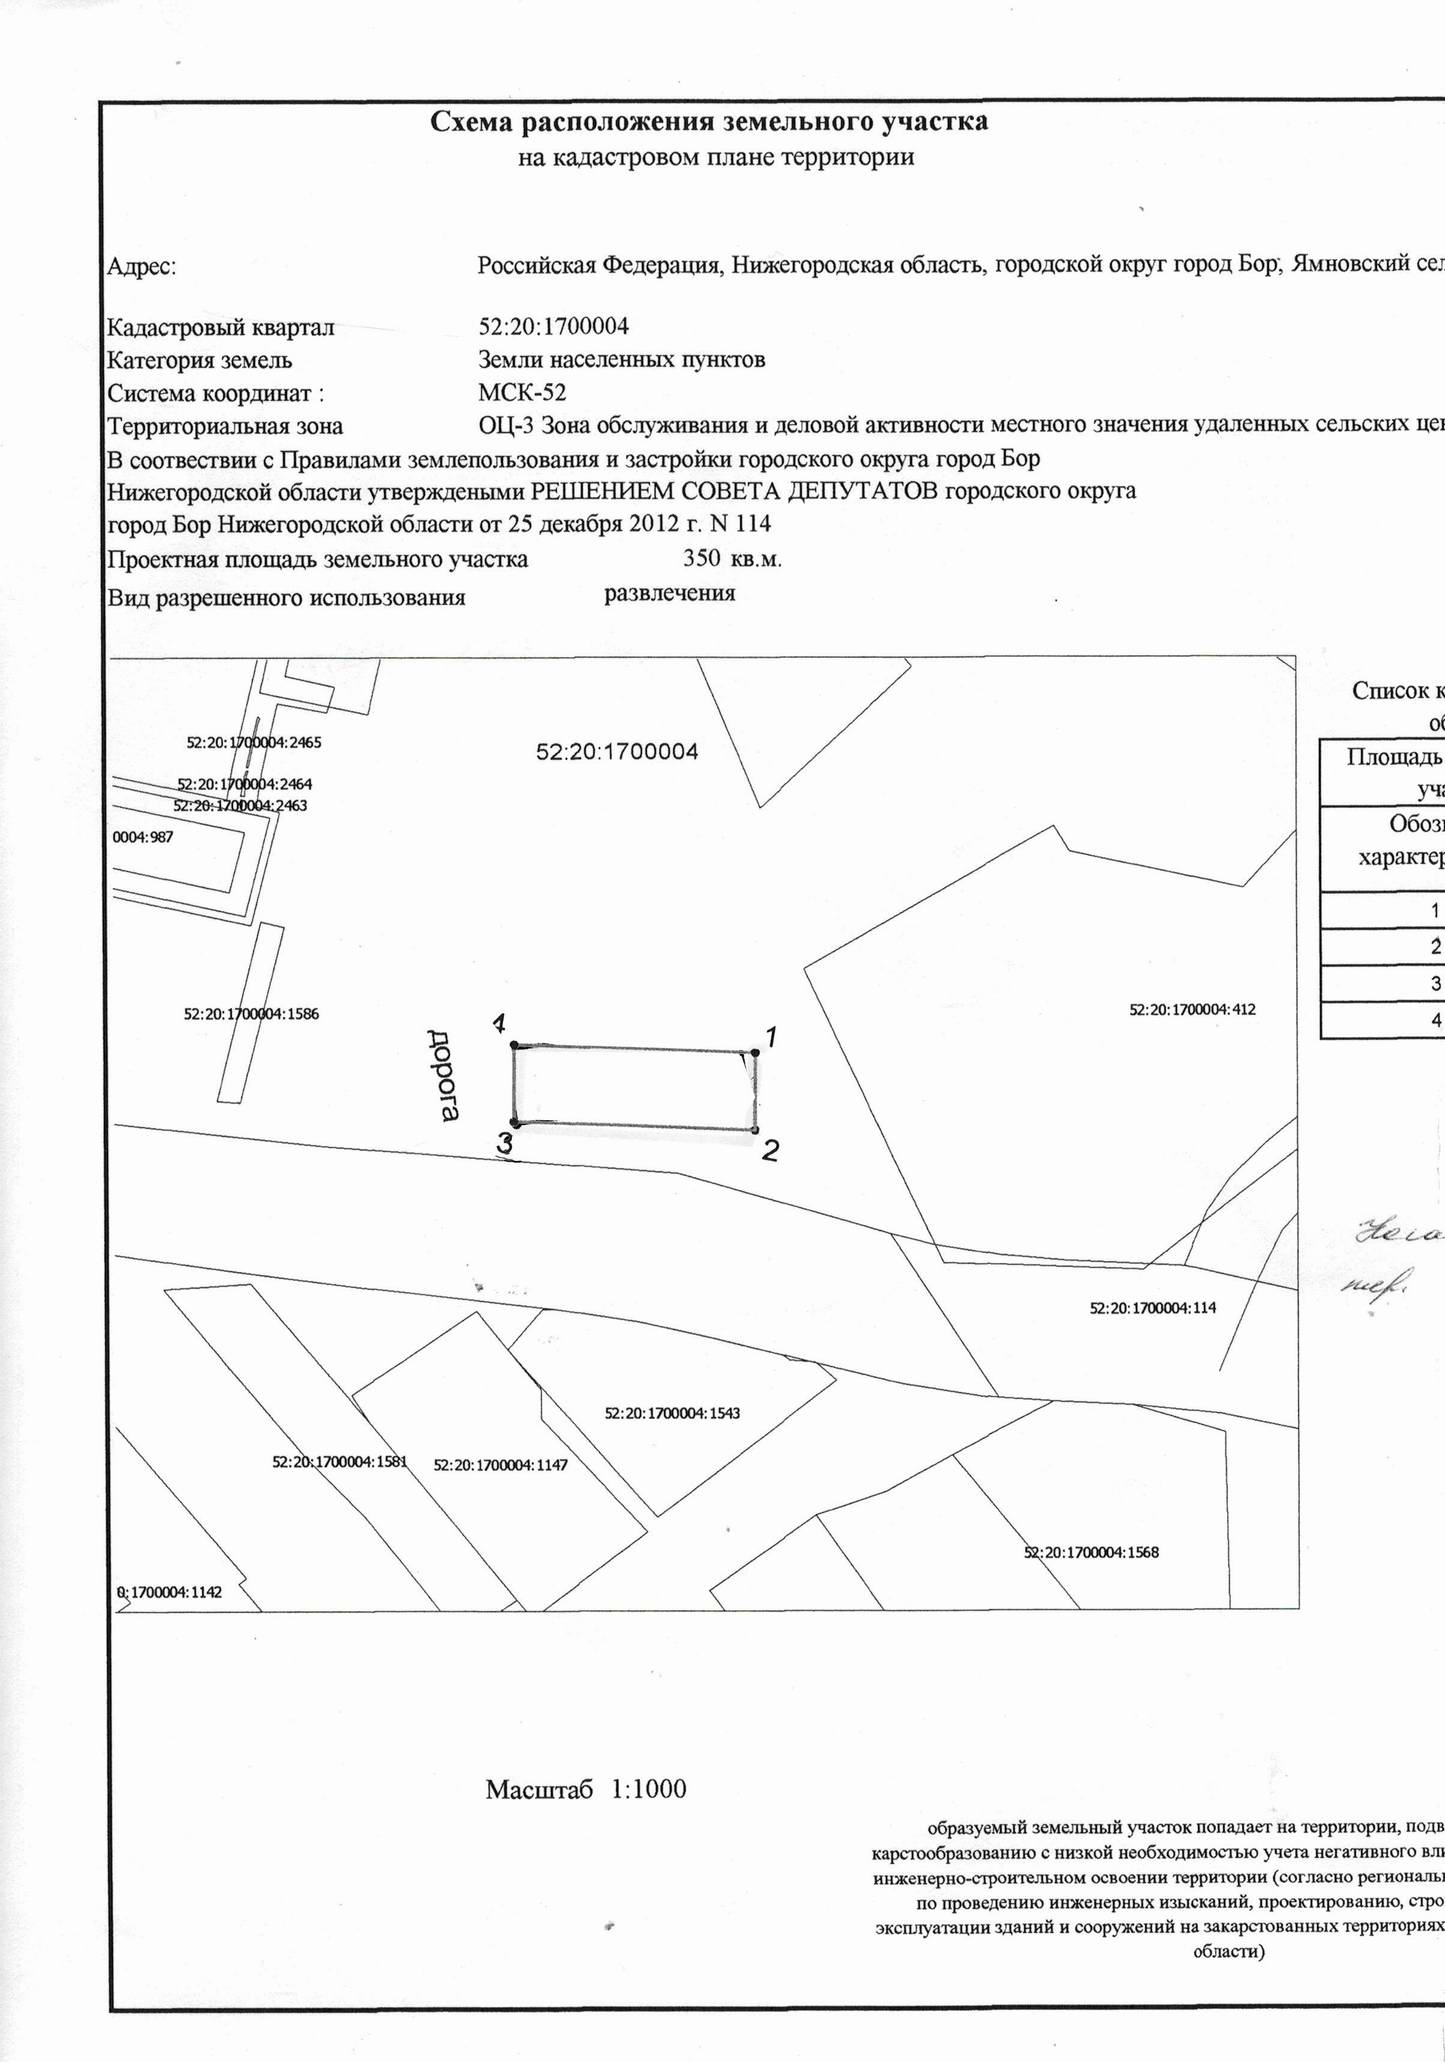 Схема расположения земельного участка
на кадастровом плане территории
Адрес: Российская Федерация, Нижегородская область, городской округ город Бор, Ямновский сел
Кадастровый квартал 52:20:1700004
Категория земель Земли населенных пунктов
Система координат : МСК-52
Территориальная зона ОЦ-3 Зона обслуживания и деловой активности местного значения удаленных сельских цен
В соотвествии с Правилами землепользования и застройки городского округа город Бор
Нижегородской области утверждеными РЕШЕНИЕМ СОВЕТА ДЕПУТАТОВ городского округа
город Бор Нижегородской области от 25 декабря 2012 г. N 114
Проектная площадь земельного участка 350 кв.м.
Вид разрешенного использования развлечения
Список к
об
Площадь
уча
Обозн
характер
1
2
3
4
52:20:1700004:2465
52:20:1700004
52:20:1700004:2464
52:20:1700004:2463
0004:987
52:20:1700004:1586
52:20:1700004:412
дорога
4
1
3
2
52:20:1700004:114
52:20:1700004:1543
52:20:1700004:1581
52:20:1700004:1147
52:20:1700004:1568
0:1700004:1142
тер.
Масштаб 1:1000
образуемый земельный участок попадает на территории, подв
карстообразованию с низкой необходимостью учета негативного вли
инженерно-строительном освоении территории (согласно региональн
по проведению инженерных изысканий, проектированию, стро
эксплуатации зданий и сооружений на закарстованных территориях
области)